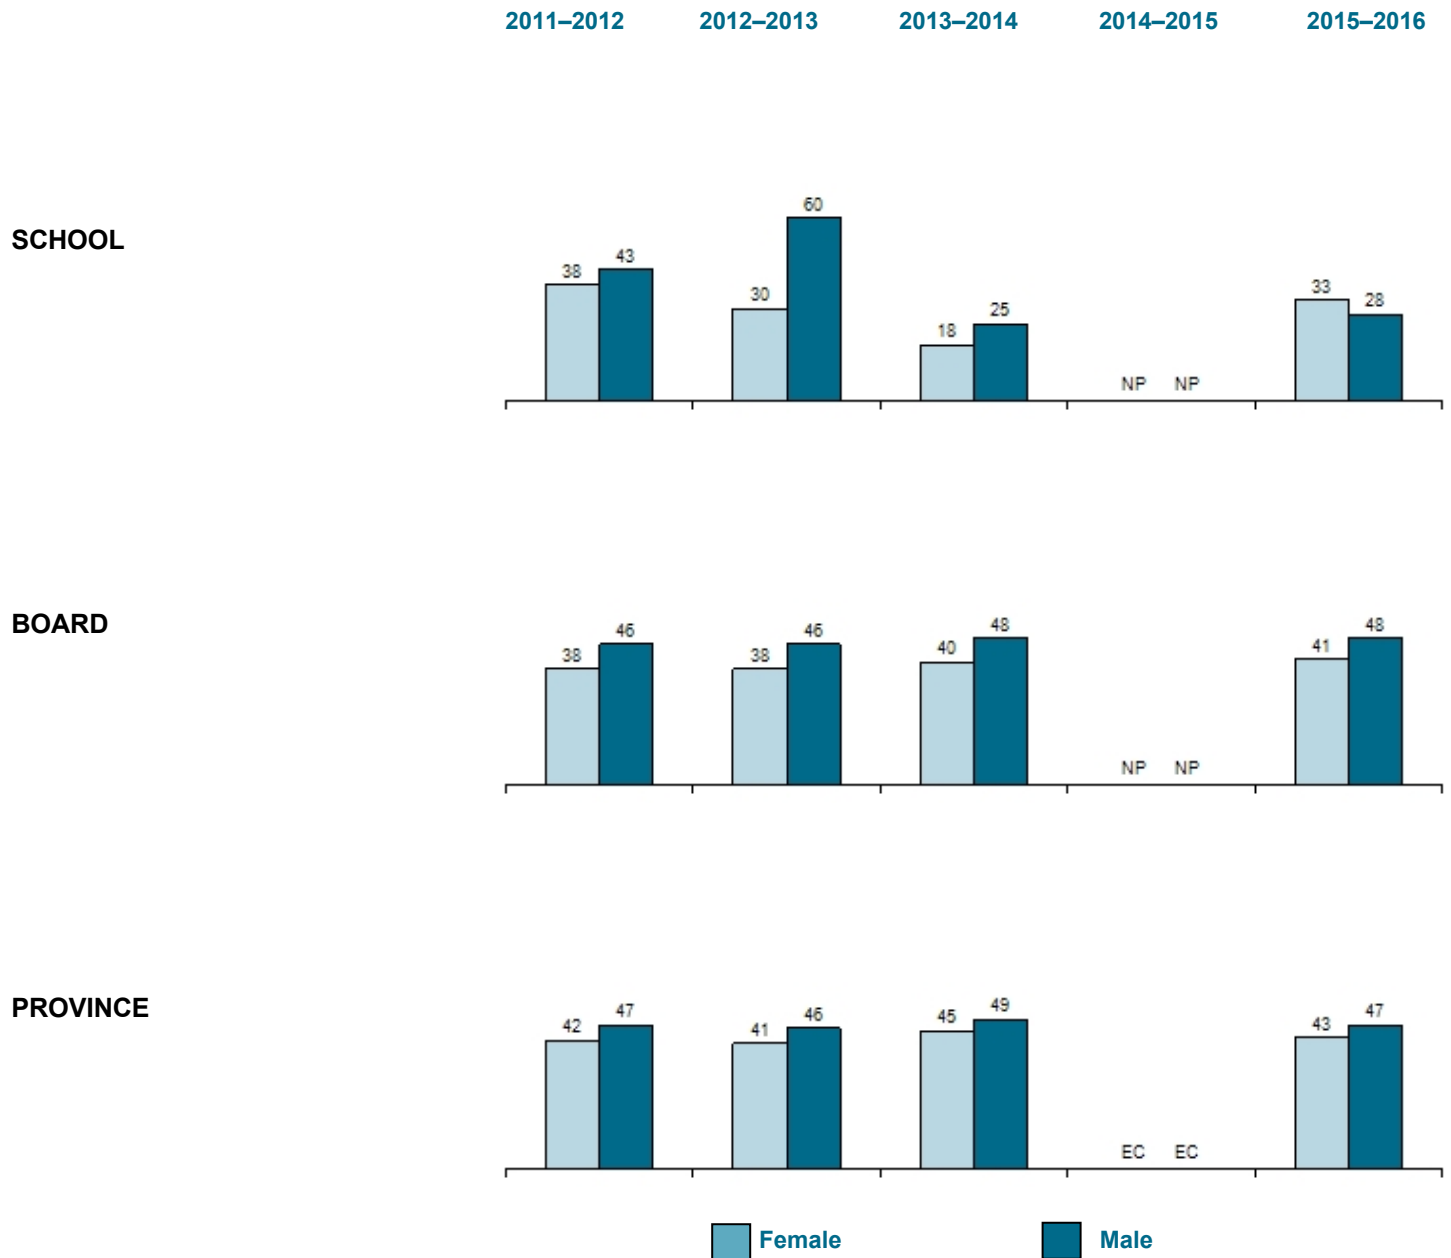 2011–2012 2012–2013 2013–2014 2014–2015 2015–2016
SCHOOL
38 43 30 60 18 25 NP NP 33 28
BOARD
38 46 38 46 40 48 NP NP 41 48
PROVINCE
42 47 41 46 45 49 EC EC 43 47
Female Male